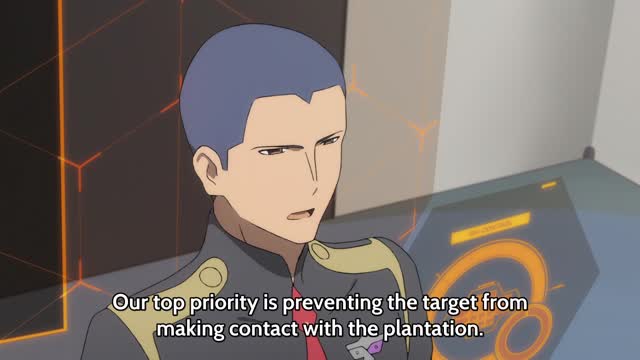 Our top priority is preventing the target from
making contact with the plantation.